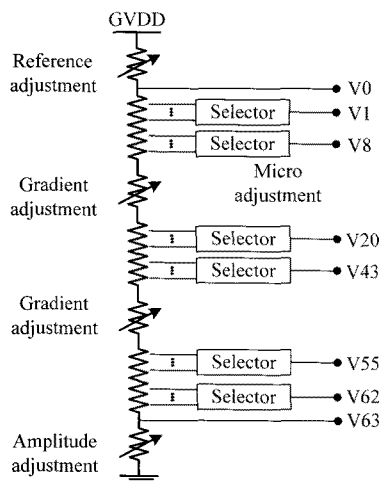 GVDD
Reference
adjustment
V0
Selector
V1
Selector
V8
Micro
adjustment
Gradient
adjustment
Selector
V20
Selector
V43
Gradient
adjustment
Selector
V55
Selector
V62
V63
Amplitude
adjustment